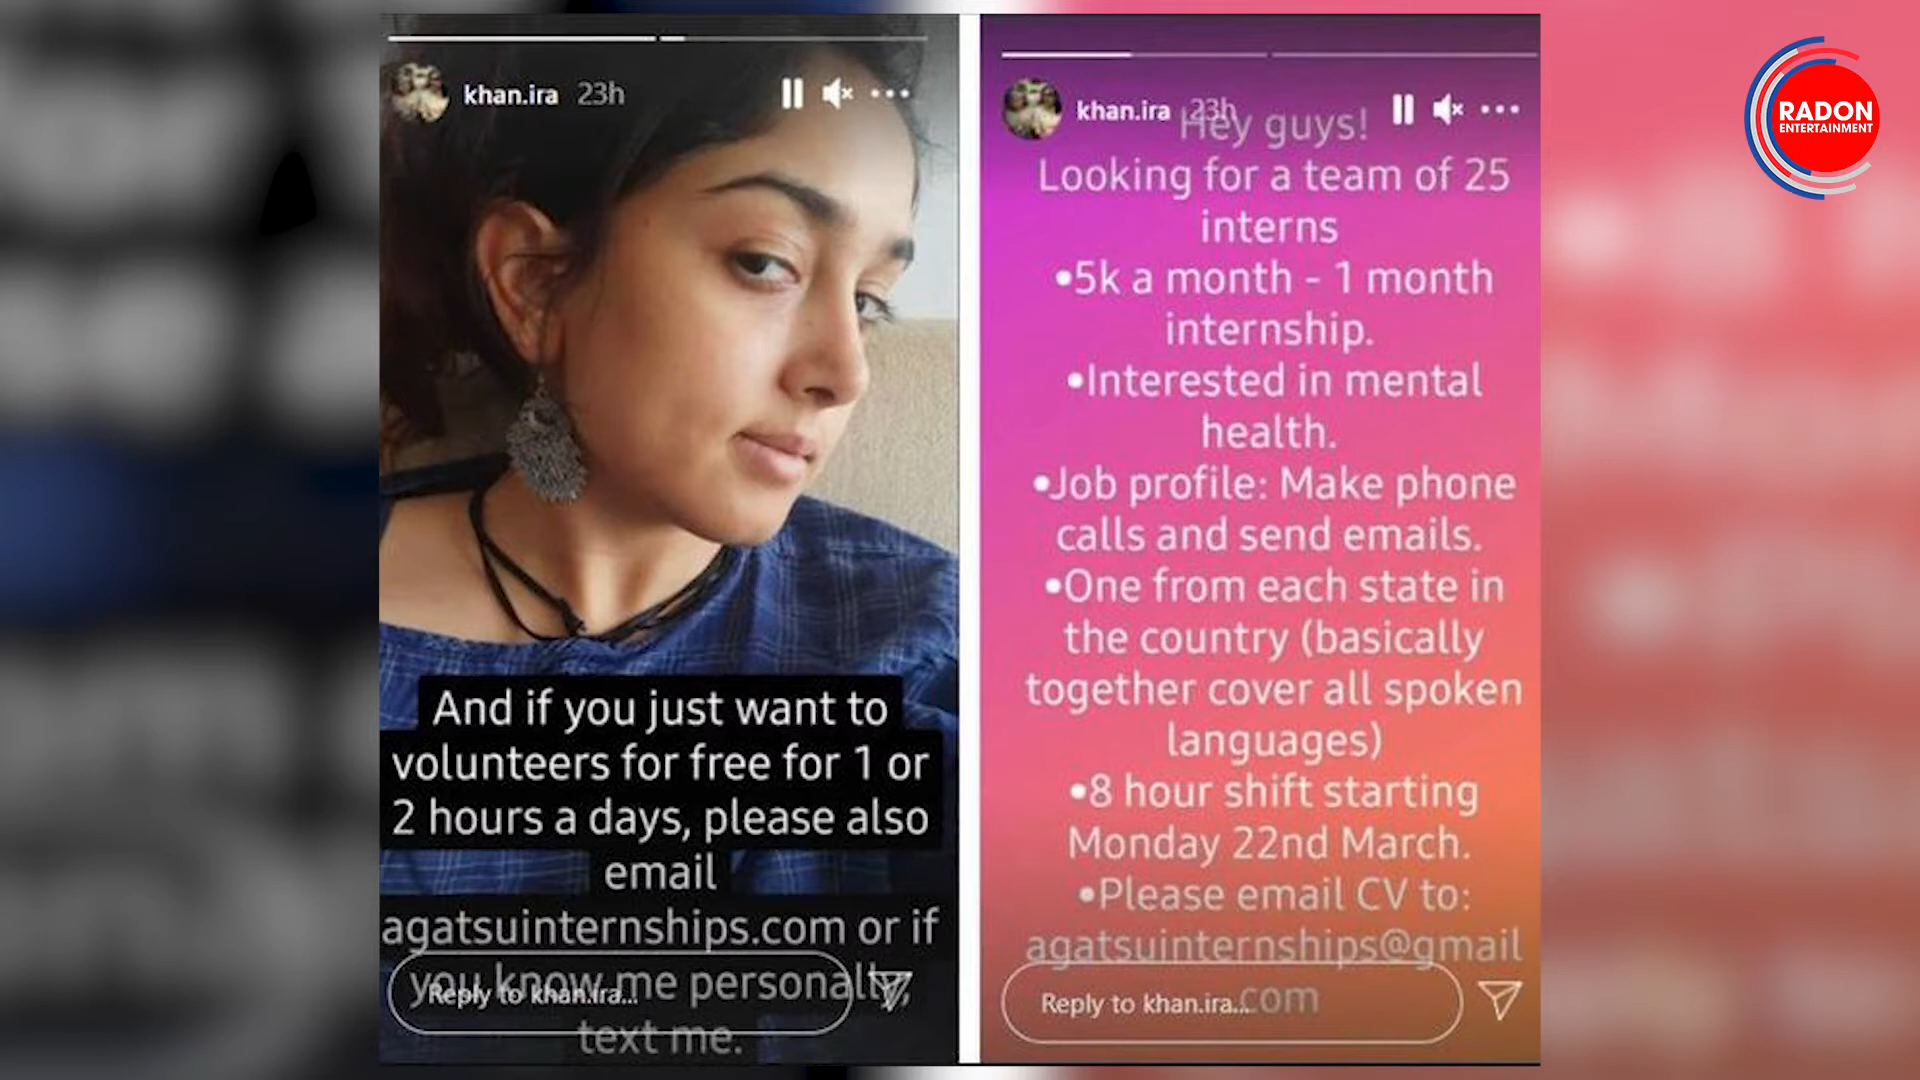 khan.ira 23h
And if you just want to
volunteers for free for 1 or
2 hours a days, please also
email
agatsuinternships.com or if
you know me personally,
text me.
Reply to khan.ira...
khan.ira 23h
Hey guys!
Looking for a team of 25
interns
•5k a month - 1 month
internship.
•Interested in mental
health.
•Job profile: Make phone
calls and send emails.
•One from each state in
the country (basically
together cover all spoken
languages)
•8 hour shift starting
Monday 22nd March.
•Please email CV to:
agatsuinternships@gmail
.com
Reply to khan.ira...
RADON
ENTERTAINMENT